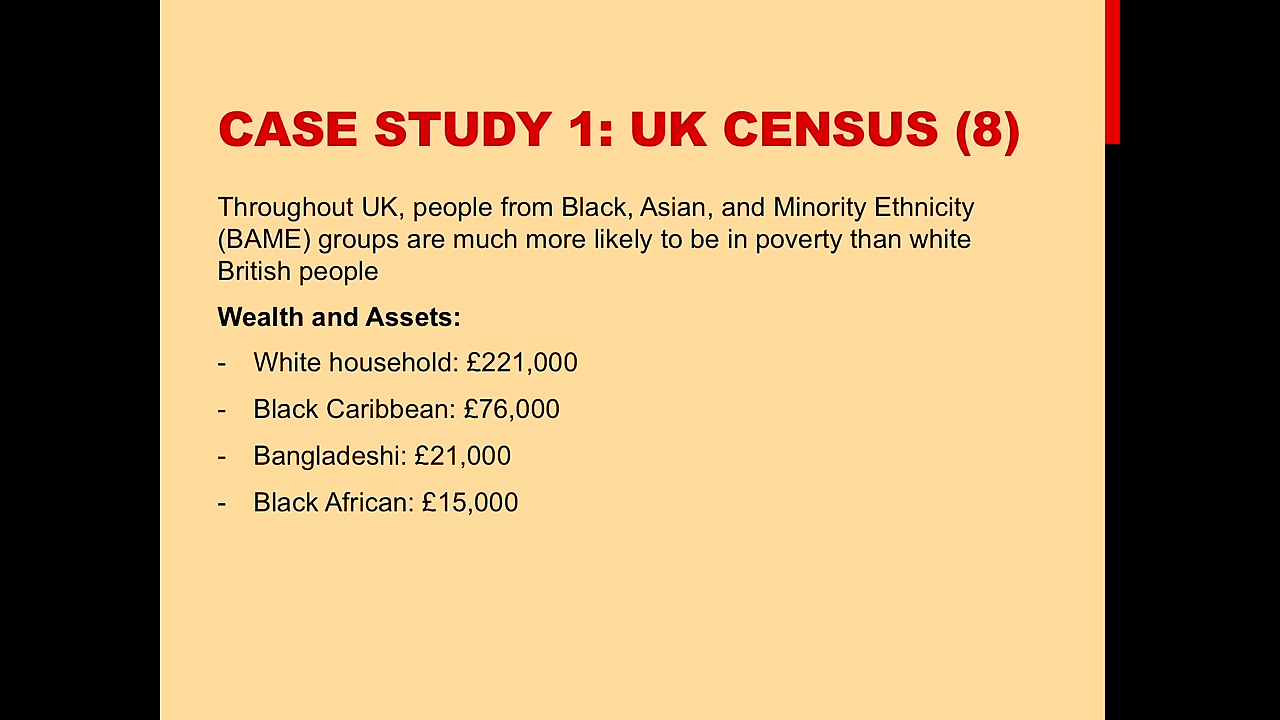 CASE STUDY 1: UK CENSUS (8)
Throughout UK, people from Black, Asian, and Minority Ethnicity
(BAME) groups are much more likely to be in poverty than white
British people
Wealth and Assets:
- White household: £221,000
- Black Caribbean: £76,000
- Bangladeshi: £21,000
- Black African: £15,000